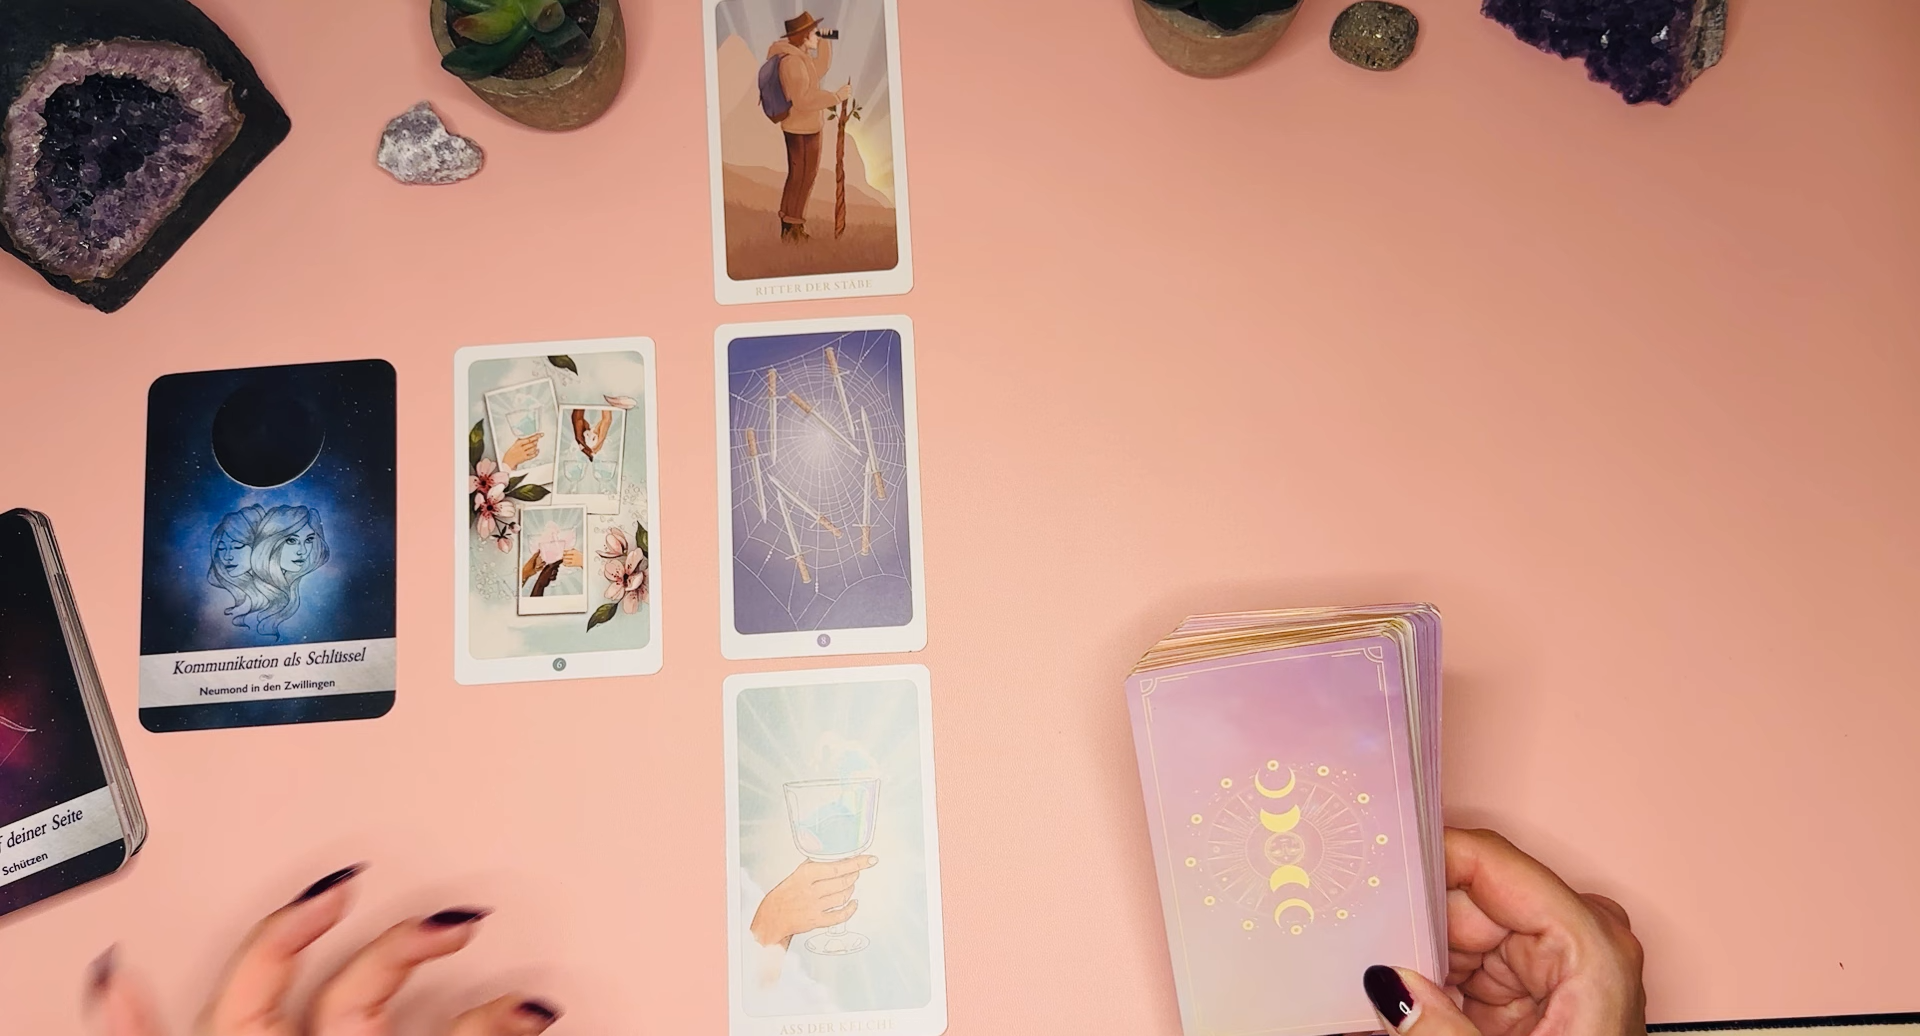 RITTER DER STÄBE
Kommunikation als Schlüssel
Neumond in den Zwillingen
6
8
deiner Seite
Schützen
ASS DER KELCHE